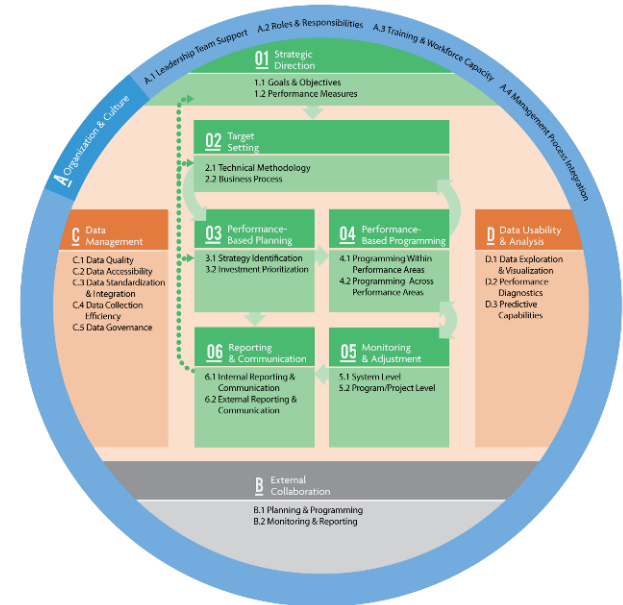 A Organization & Culture
A.1 Leadership Team Support
A.2 Roles & Responsibilities
A.3 Training & Workforce Capacity
A.4 Management Process Integration
01 Strategic
Direction
1.1 Goals & Objectives
1.2 Performance Measures
02 Target
Setting
2.1 Technical Methodology
2.2 Business Process
C Data
Management
C.1 Data Quality
C.2 Data Accessibility
C.3 Data Standardization
& Integration
C.4 Data Collection
Efficiency
C.5 Data Governance
03 Performance-
Based Planning
3.1 Strategy Identification
3.2 Investment Prioritization
04 Performance-
Based Programming
4.1 Programming Within
Performance Areas
4.2 Programming Across
Performance Areas
D Data Usability
& Analysis
D.1 Data Exploration
& Visualization
D.2 Performance
Diagnostics
D.3 Predictive
Capabilities
06 Reporting
& Communication
6.1 Internal Reporting &
Communication
6.2 External Reporting &
Communication
05 Monitoring
& Adjustment
5.1 System Level
5.2 Program/Project Level
B External
Collaboration
B.1 Planning & Programming
B.2 Monitoring & Reporting